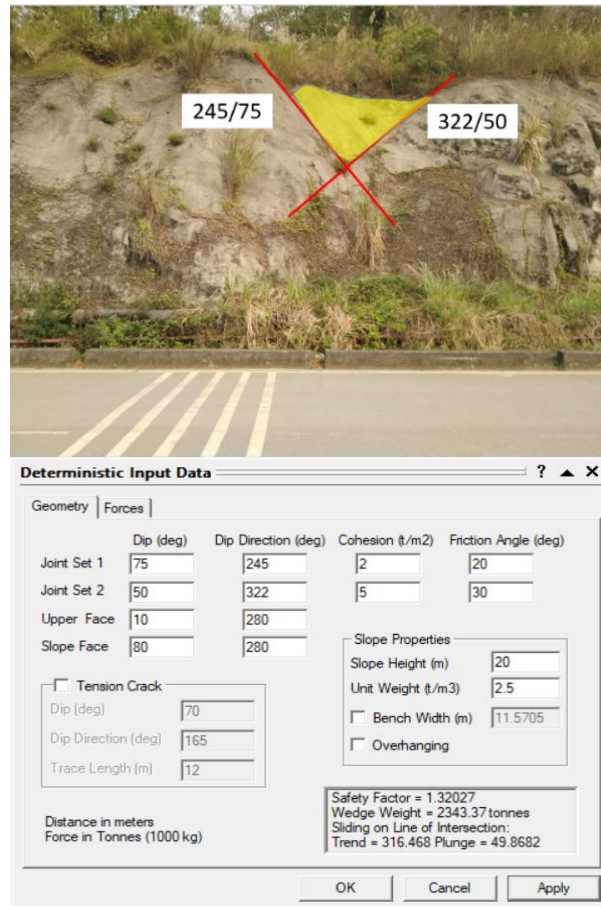 245/75
322/50
Deterministic Input Data ? ▲ ×
Geometry Forces
Dip (deg) Dip Direction (deg) Cohesion (t/m2) Friction Angle (deg)
Joint Set 1 75 245 2 20
Joint Set 2 50 322 5 30
Upper Face 10 280
Slope Face 80 280
Slope Properties
Slope Height (m) 20
Unit Weight (t/m3) 2.5
Bench Width (m) 11.5705
Overhanging
Tension Crack
Dip (deg) 70
Dip Direction (deg) 165
Trace Length (m) 12
Distance in meters
Force in Tonnes (1000 kg)
Safety Factor = 1.32027
Wedge Weight = 2343.37 tonnes
Sliding on Line of Intersection:
Trend = 316.468 Plunge = 49.8682
OK Cancel Apply